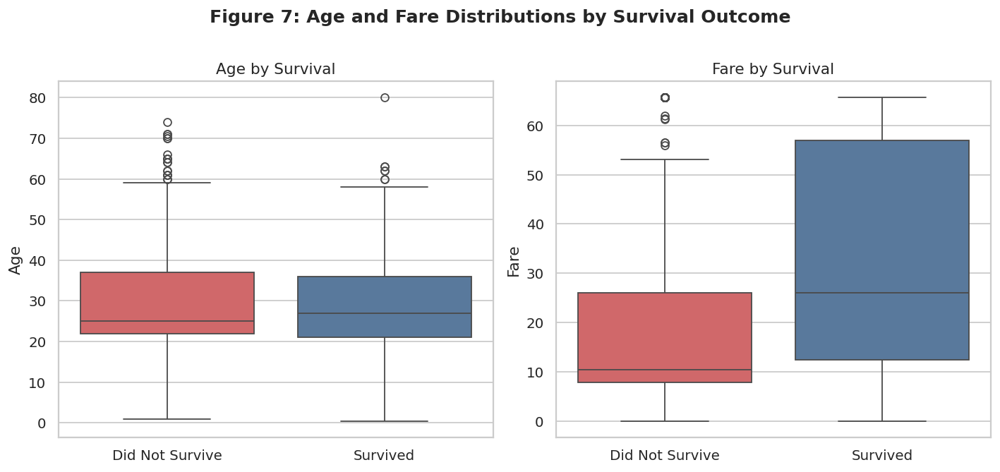 Figure 7: Age and Fare Distributions by Survival Outcome
Age by Survival
80
70
60
50
40
30
20
10
0
Age
Did Not Survive
Survived
Fare by Survival
60
50
40
30
20
10
0
Fare
Did Not Survive
Survived